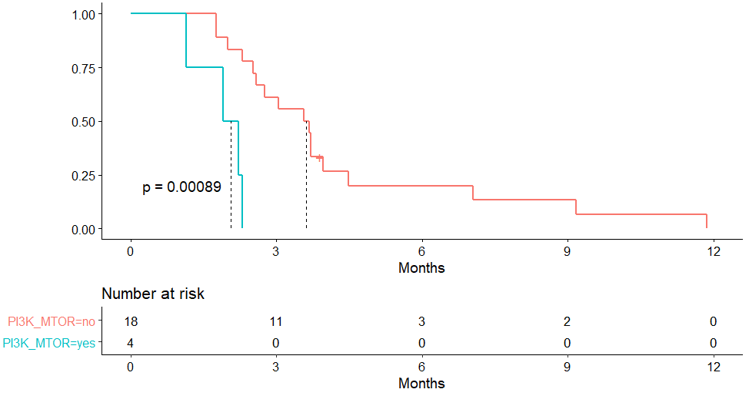 1.00
0.75
0.50
0.25
0.00
p = 0.00089
0 3 6 9 12
Months
Number at risk
PI3K_MTOR=no 18 11 3 2 0
PI3K_MTOR=yes 4 0 0 0 0
0 3 6 9 12
Months